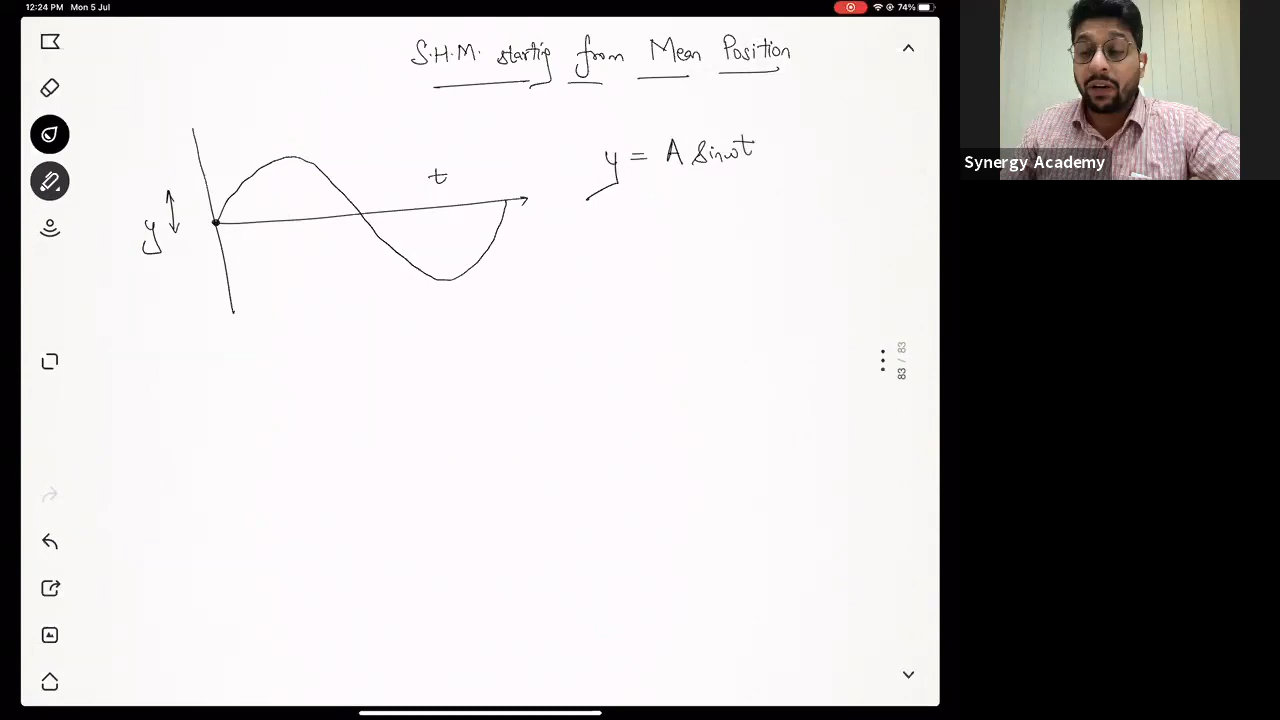 12:24 PM Mon 5 Jul
74%
S.H.M. starting from Mean Position
y = A sinωt
t
y
83 / 83
Synergy Academy